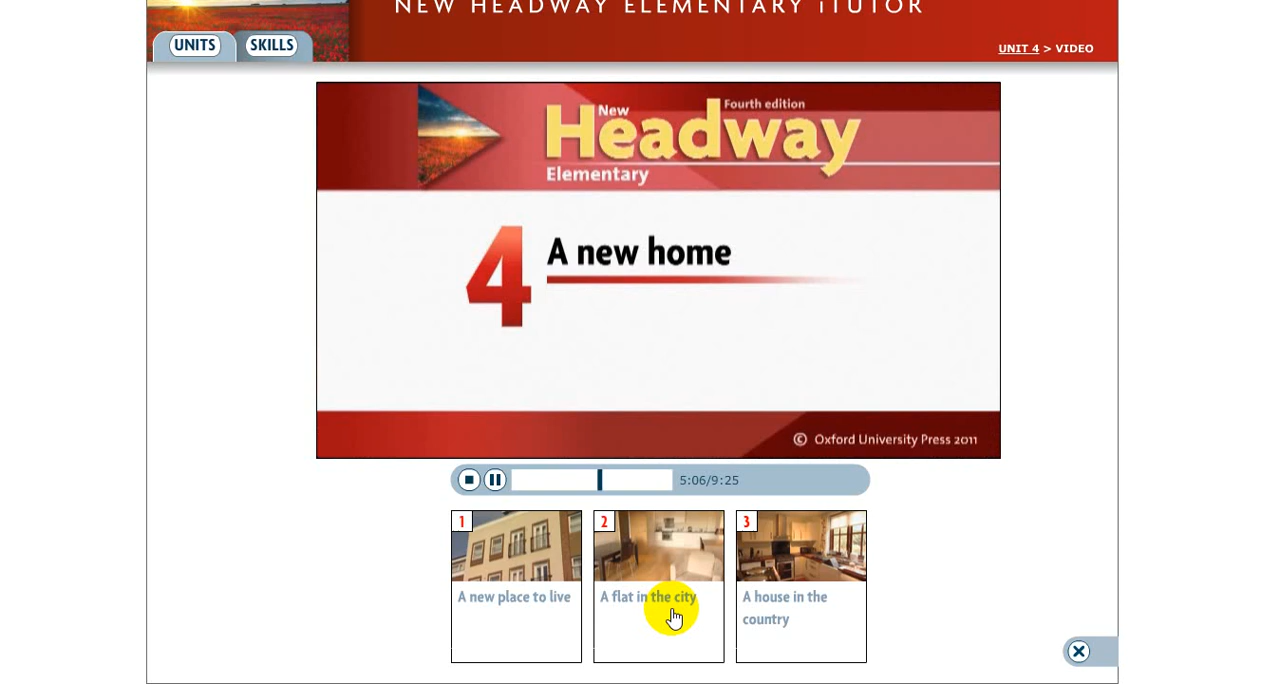 NEW HEADWAY ELEMENTARY iTUTOR
UNITS
SKILLS
UNIT 4 > VIDEO
New
Fourth edition
Headway
Elementary
4
A new home
© Oxford University Press 2011
5:06/9:25
1
2
3
A new place to live
A flat in the city
A house in the
country